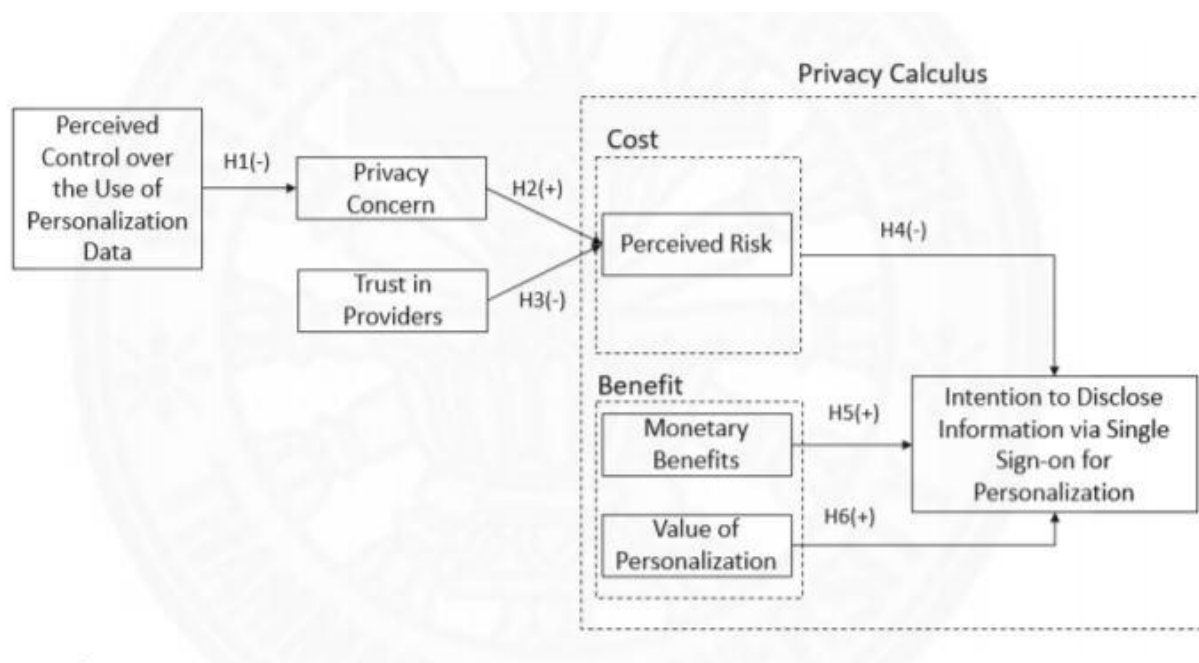 Privacy Calculus
Perceived
Control over
the Use of
Personalization
Data
H1(-)
Privacy
Concern
H2(+)
Trust in
Providers
H3(-)
Cost
Perceived Risk
H4(-)
Benefit
Monetary
Benefits
H5(+)
Value of
Personalization
H6(+)
Intention to Disclose
Information via Single
Sign-on for
Personalization